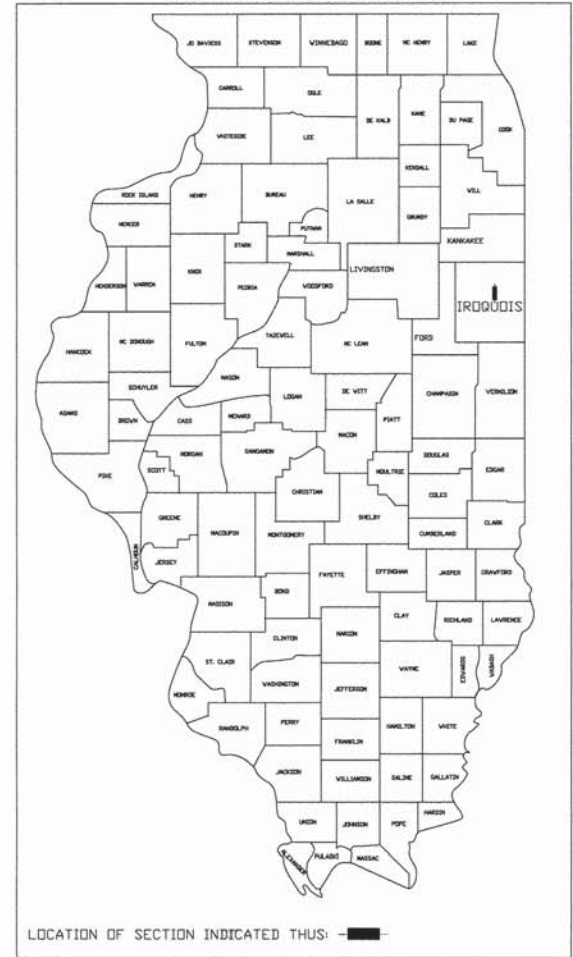 JO DAVIESS STEVENSON WINNEBAGO BOONE MC HENRY LAKE
CARROLL OGLE
DE KALB KANE DU PAGE COOK
WHITESIDE LEE
KENDALL WILL
ROCK ISLAND HENRY BUREAU LA SALLE
MERCER PUTNAM GRUNDY
STARK MARSHALL KANKAKEE
KNOX LIVINGSTON
HENDERSON WARREN PEORIA WOODFORD IROQUOIS
TAZEWELL FORD
HANCOCK MC DONOUGH FULTON MC LEAN
MASON
SCHUYLER LOGAN DE WITT CHAMPAIGN VERMILION
ADAMS BROWN CASS MENARD PIATT
MACON
MORGAN SANGAMON DOUGLAS
PIKE SCOTT MOULTRIE EDGAR
CHRISTIAN COLES
GREENE MACOUPIN SHELBY CLARK
CALHOUN MONTGOMERY CUMBERLAND
JERSEY FAYETTE EFFINGHAM JASPER CRAWFORD
MADISON BOND
CLAY RICHLAND LAWRENCE
CLINTON MARION
ST. CLAIR WAYNE EDWARDS WABASH
WASHINGTON JEFFERSON
MONROE
RANDOLPH PERRY HAMILTON WHITE
FRANKLIN
JACKSON WILLIAMSON SALINE GALLATIN
HARDIN
UNION JOHNSON POPE
ALEXANDER PULASKI MASSAC
LOCATION OF SECTION INDICATED THUS: